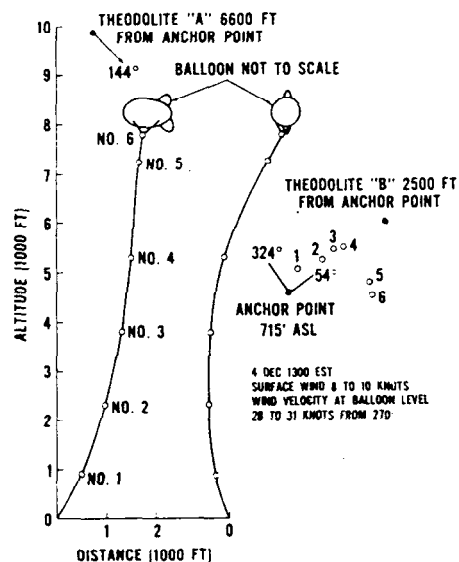 THEODOLITE "A" 6600 FT
FROM ANCHOR POINT
144°
BALLOON NOT TO SCALE
10
9
8
7
6
5
4
3
2
1
0
ALTITUDE (1000 FT)
NO. 6
NO. 5
NO. 4
NO. 3
NO. 2
NO. 1
THEODOLITE "B" 2500 FT
FROM ANCHOR POINT
324°
1
2
3
4
54°
5
6
ANCHOR POINT
715' ASL
4 DEC 1300 EST
SURFACE WIND 8 TO 10 KNOTS
WIND VELOCITY AT BALLOON LEVEL
28 TO 31 KNOTS FROM 270
1 2 0
DISTANCE (1000 FT)